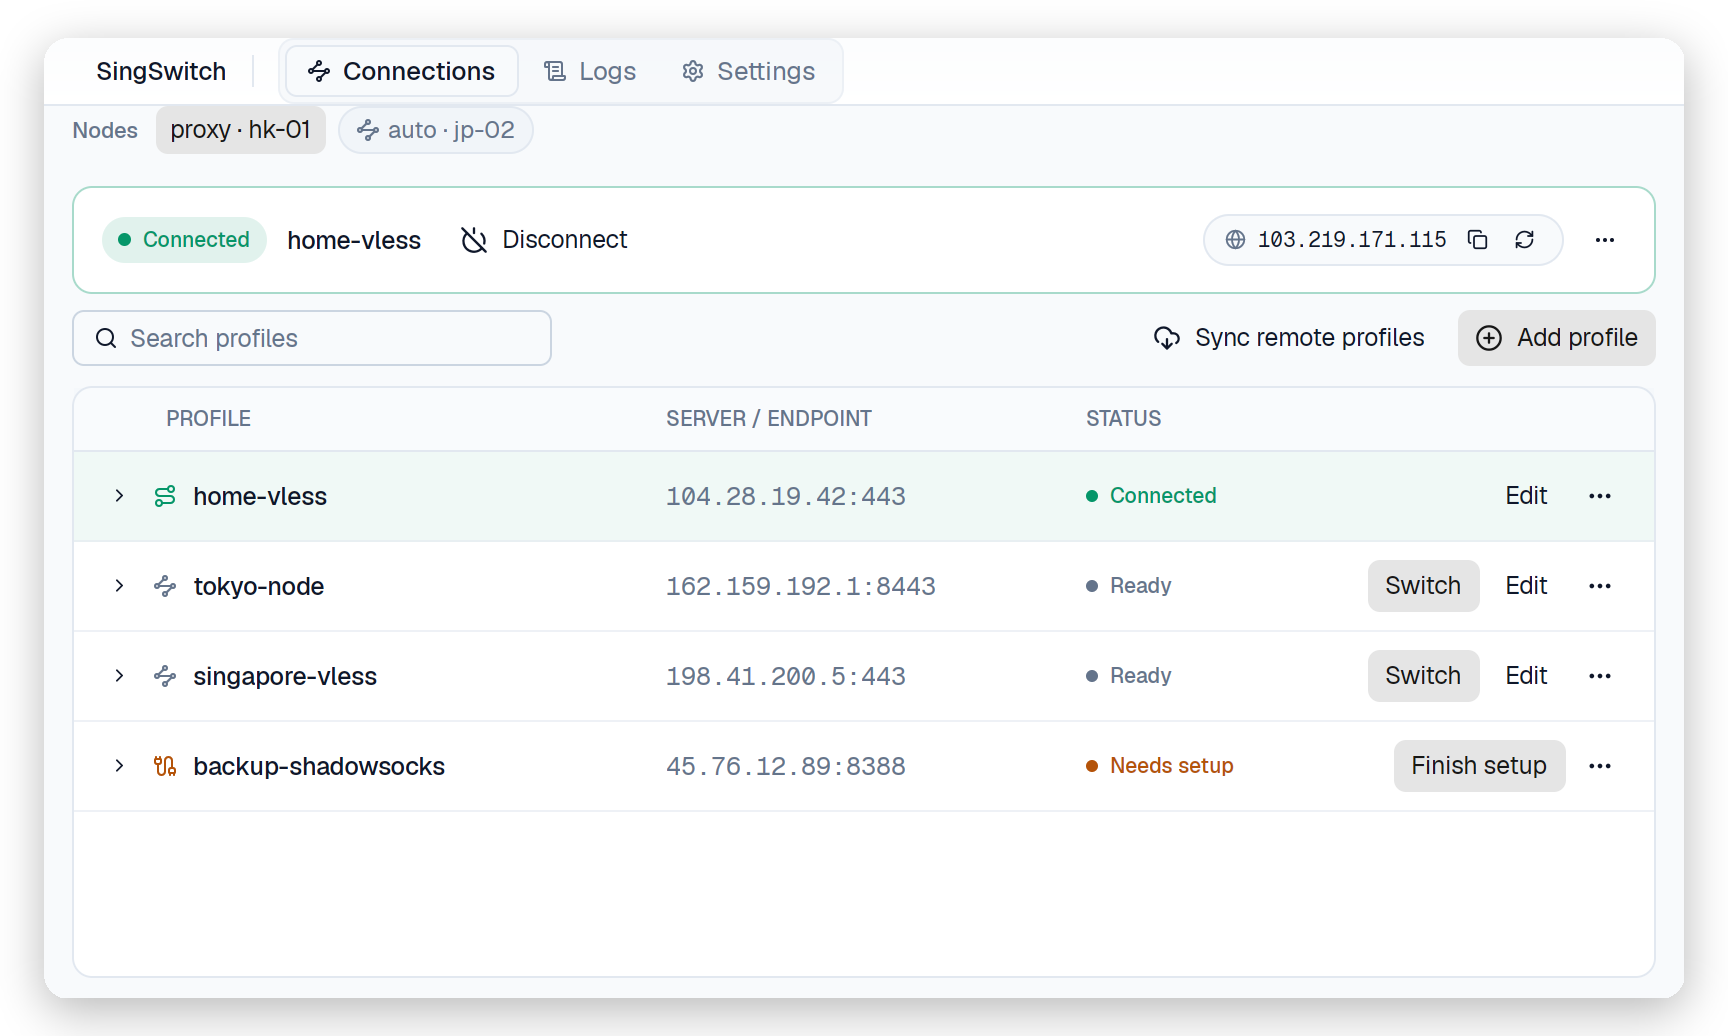 SingSwitch Connections Logs Settings
Nodes proxy · hk-01 auto · jp-02
Connected home-vless Disconnect 103.219.171.115
Search profiles Sync remote profiles Add profile
PROFILE SERVER / ENDPOINT STATUS
home-vless 104.28.19.42:443 Connected Edit
tokyo-node 162.159.192.1:8443 Ready Switch Edit
singapore-vless 198.41.200.5:443 Ready Switch Edit
backup-shadowsocks 45.76.12.89:8388 Needs setup Finish setup